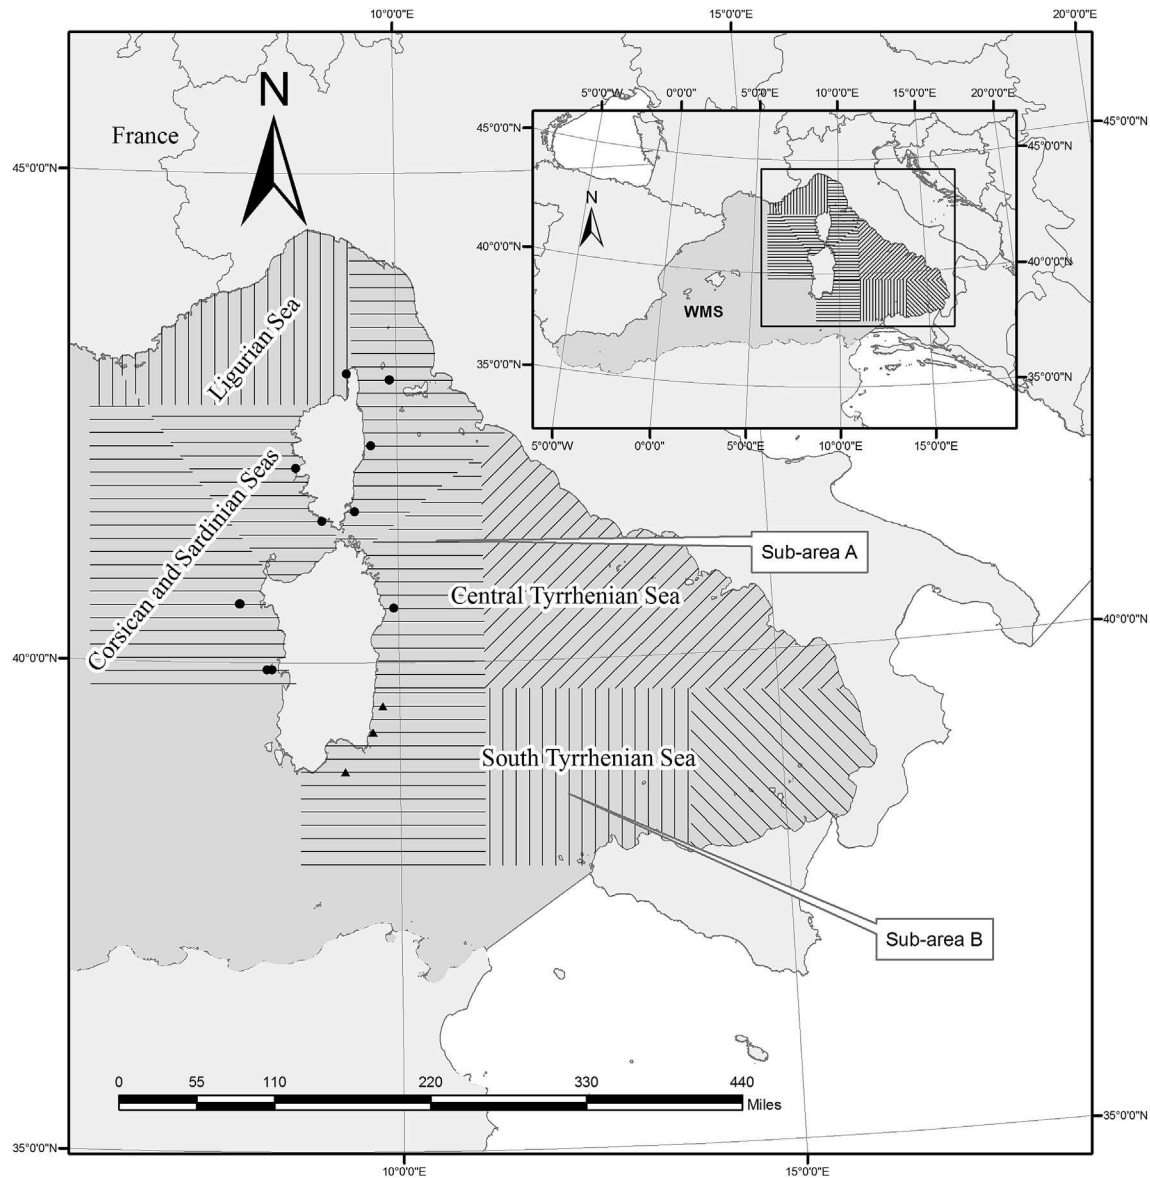 10°0'0"E
15°0'0"E
20°0'0"E
N
France
5°0'0"W
0°0'0"
5°0'0"E
10°0'0"E
15°0'0"E
20°0'0"E
45°0'0"N
45°0'0"N
45°0'0"N
45°0'0"N
N
40°0'0"N
40°0'0"N
WMS
35°0'0"N
35°0'0"N
5°0'0"W
0°0'0"
5°0'0"E
10°0'0"E
15°0'0"E
Ligurian Sea
Corsican and Sardinian Seas
Sub-area A
Central Tyrrhenian Sea
40°0'0"N
40°0'0"N
South Tyrrhenian Sea
Sub-area B
0
55
110
220
330
440
Miles
35°0'0"N
35°0'0"N
10°0'0"E
15°0'0"E